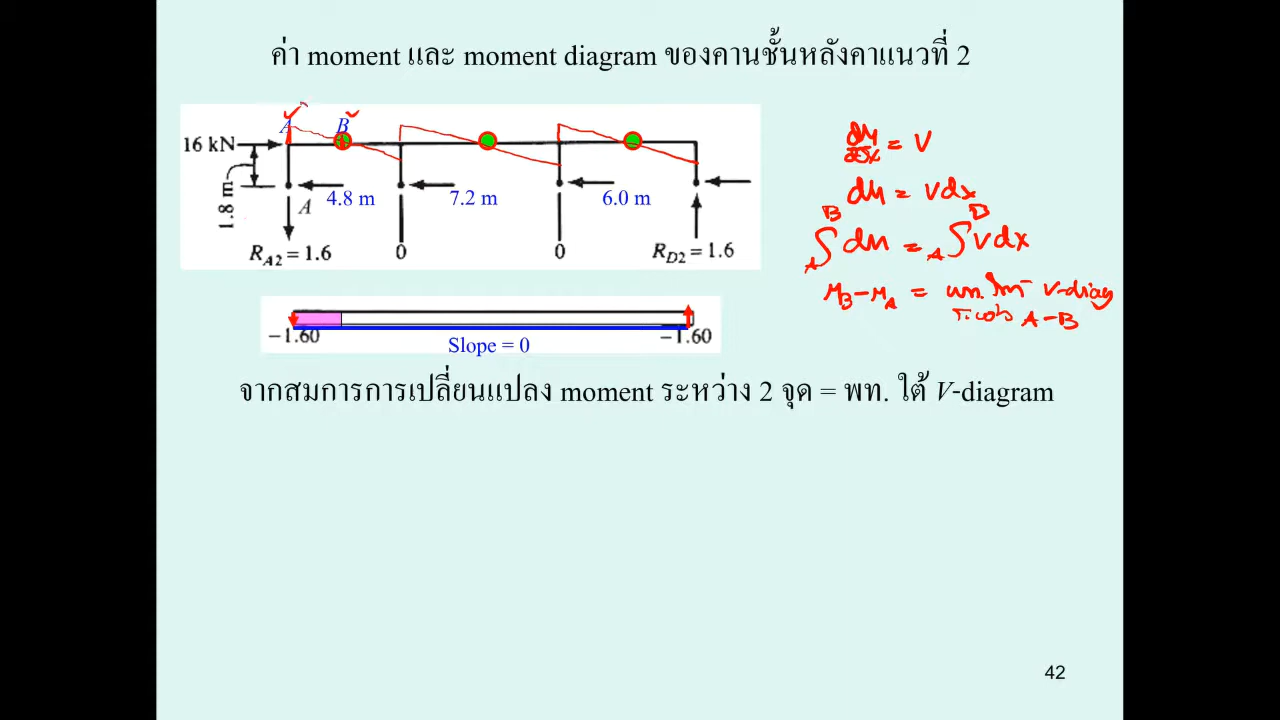 ค่า moment และ moment diagram ของคานชั้นหลังคาแนวที่ 2
A B
16 kN
1.8 m
A 4.8 m 7.2 m 6.0 m
R_A2 = 1.6 0 0 R_D2 = 1.6
dM/dx = V
dM = Vdx
B D
∫dM = ∫Vdx
A A
M_B - M_A = V-diag
A-B
-1.60 -1.60
Slope = 0
จากสมการการเปลี่ยนแปลง moment ระหว่าง 2 จุด = พท. ใต้ V-diagram
42